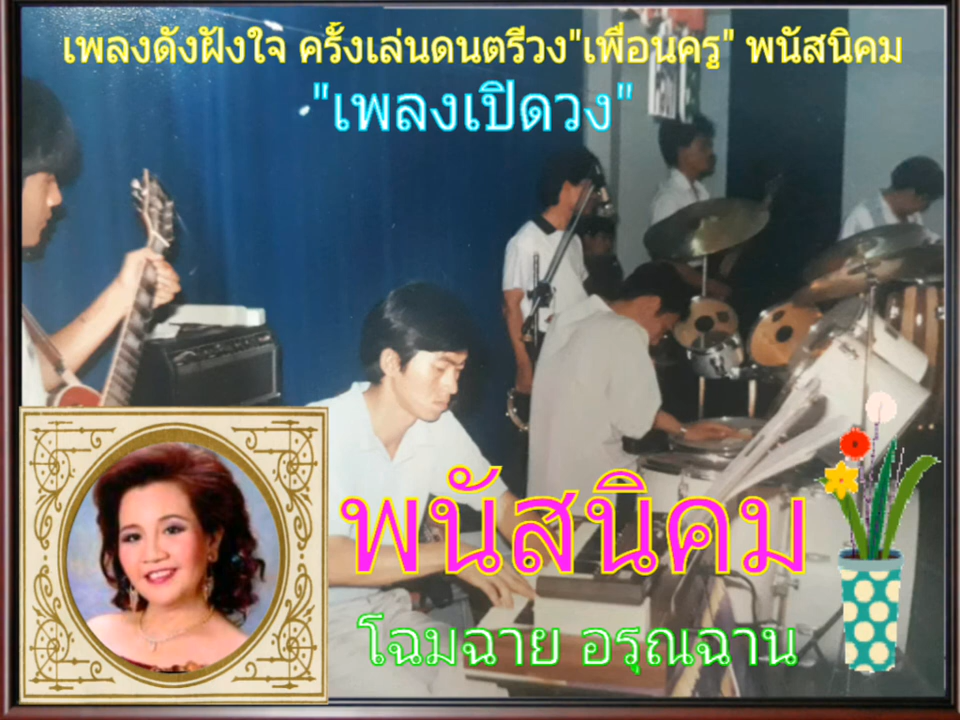 เพลงดังฝังใจ ครั้งเล่นดนตรีวง"เพื่อนครู" พนัสนิคม
"เพลงเปิดวง"
พนัสนิคม
โฉมฉาย อรุณฉาน